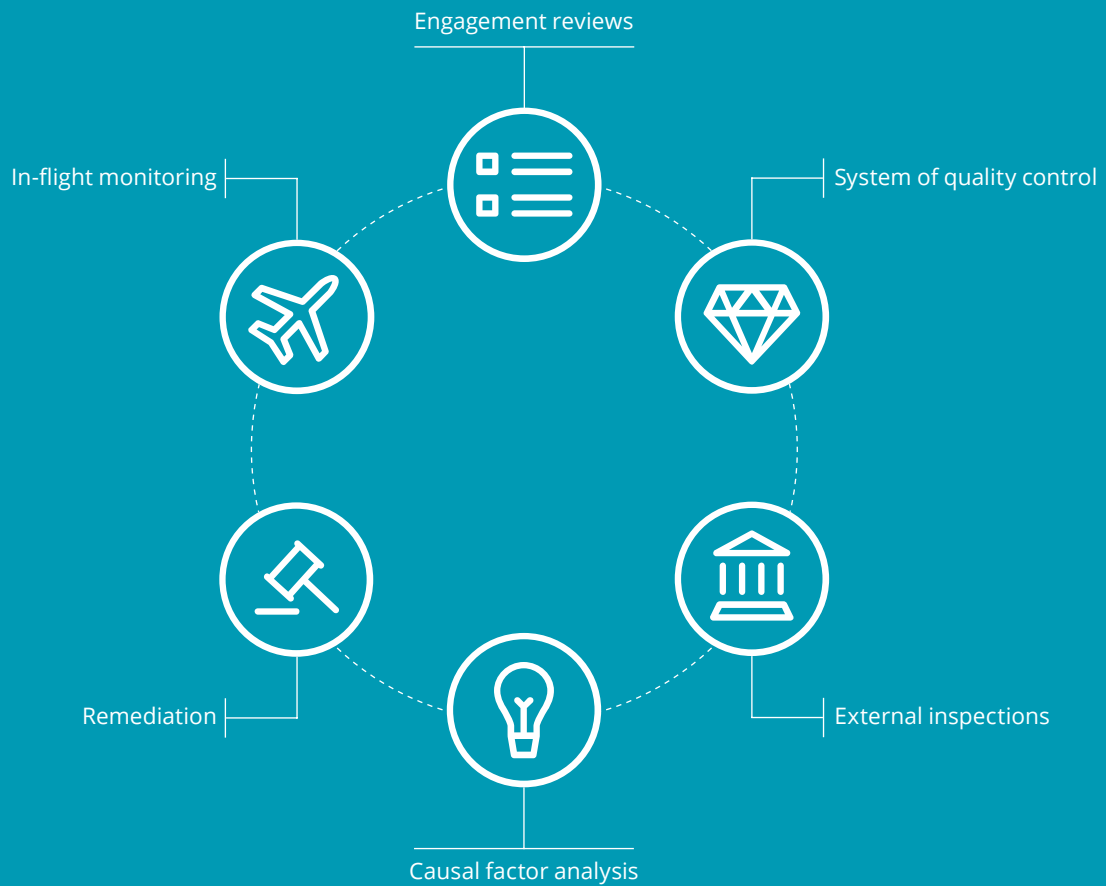 Engagement reviews
In-flight monitoring
System of quality control
Remediation
External inspections
Causal factor analysis